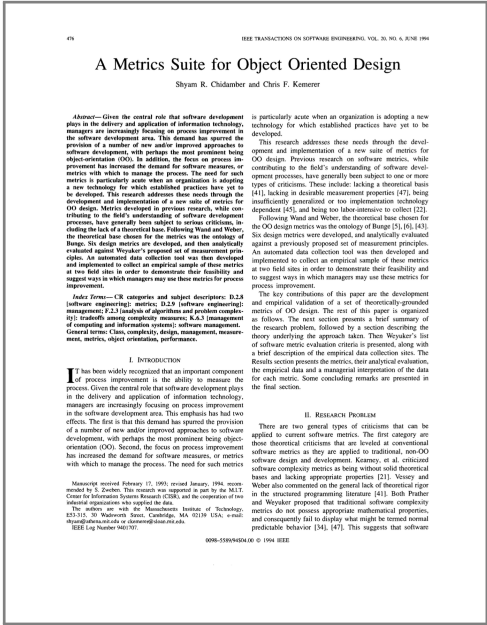 476
IEEE TRANSACTIONS ON SOFTWARE ENGINEERING, VOL. 20, NO. 6, JUNE 1994
A Metrics Suite for Object Oriented Design
Shyam R. Chidamber and Chris F. Kemerer
Abstract—Given the central role that software development
plays in the delivery and application of information technology,
managers are increasingly focusing on process improvement in
the software development area. This demand has spurred the
provision of a number of new and/or improved approaches to
software development, with perhaps the most prominent being
object-orientation (OO). In addition, the focus on process im-
provement has increased the demand for software measures, or
metrics with which to manage the process. The need for such
metrics is particularly acute when an organization is adopting
a new technology for which established practices have yet to
be developed. This research addresses these needs through the
development and implementation of a new suite of metrics for
OO design. Metrics developed in previous research, while con-
tributing to the field's understanding of software development
processes, have generally been subject to serious criticisms, in-
cluding the lack of a theoretical base. Following Wand and Weber,
the theoretical base chosen for the metrics was the ontology of
Bunge. Six design metrics are developed, and then analytically
evaluated against Weyuker's proposed set of measurement prin-
ciples. An automated data collection tool was then developed
and implemented to collect an empirical sample of these metrics
at two field sites in order to demonstrate their feasibility and
suggest ways in which managers may use these metrics for process
improvement.
Index Terms—CR categories and subject descriptors: D.2.8
[software engineering]: metrics; D.2.9 [software engineering]:
management; F.2.3 [analysis of algorithms and problem complex-
ity]: tradeoffs among complexity measures; K.6.3 [management
of computing and information systems]: software management.
General terms: Class, complexity, design, management, measure-
ment, metrics, object orientation, performance.
I. INTRODUCTION
IT has been widely recognized that an important component
of process improvement is the ability to measure the
process. Given the central role that software development plays
in the delivery and application of information technology,
managers are increasingly focusing on process improvement
in the software development area. This emphasis has had two
effects. The first is that this demand has spurred the provision
of a number of new and/or improved approaches to software
development, with perhaps the most prominent being object-
orientation (OO). Second, the focus on process improvement
has increased the demand for software measures, or metrics
with which to manage the process. The need for such metrics
Manuscript received February 17, 1993; revised January, 1994. recom-
mended by S. Zweben. This research was supported in part by the M.I.T.
Center for Information Systems Research (CISR), and the cooperation of two
industrial organizations who supplied the data.
The authors are with the Massachusetts Institute of Technology,
E53-315, 30 Wadsworth Street, Cambridge, MA 02139 USA; e-mail:
shyam@athena.mit.edu or ckemerer@sloan.mit.edu.
IEEE Log Number 9401707.
is particularly acute when an organization is adopting a new
technology for which established practices have yet to be
developed.
This research addresses these needs through the devel-
opment and implementation of a new suite of metrics for
OO design. Previous research on software metrics, while
contributing to the field's understanding of software devel-
opment processes, have generally been subject to one or more
types of criticisms. These include: lacking a theoretical basis
[41], lacking in desirable measurement properties [47], being
insufficiently generalized or too implementation technology
dependent [45], and being too labor-intensive to collect [22].
Following Wand and Weber, the theoretical base chosen for
the OO design metrics was the ontology of Bunge [5], [6], [43].
Six design metrics were developed, and analytically evaluated
against a previously proposed set of measurement principles.
An automated data collection tool was then developed and
implemented to collect an empirical sample of these metrics
at two field sites in order to demonstrate their feasibility and
to suggest ways in which managers may use these metrics for
process improvement.
The key contributions of this paper are the development
and empirical validation of a set of theoretically-grounded
metrics of OO design. The rest of this paper is organized
as follows. The next section presents a brief summary of
the research problem, followed by a section describing the
theory underlying the approach taken. Then Weyuker's list
of software metric evaluation criteria is presented, along with
a brief description of the empirical data collection sites. The
Results section presents the metrics, their analytical evaluation,
the empirical data and a managerial interpretation of the data
for each metric. Some concluding remarks are presented in
the final section.
II. RESEARCH PROBLEM
There are two general types of criticisms that can be
applied to current software metrics. The first category are
those theoretical criticisms that are leveled at conventional
software metrics as they are applied to traditional, non-OO
software design and development. Kearney, et al. criticized
software complexity metrics as being without solid theoretical
bases and lacking appropriate properties [21]. Vessey and
Weber also commented on the general lack of theoretical rigor
in the structured programming literature [41]. Both Prather
and Weyuker proposed that traditional software complexity
metrics do not possess appropriate mathematical properties,
and consequently fail to display what might be termed normal
predictable behavior [34], [47]. This suggests that software
0098-5589/94$04.00 © 1994 IEEE